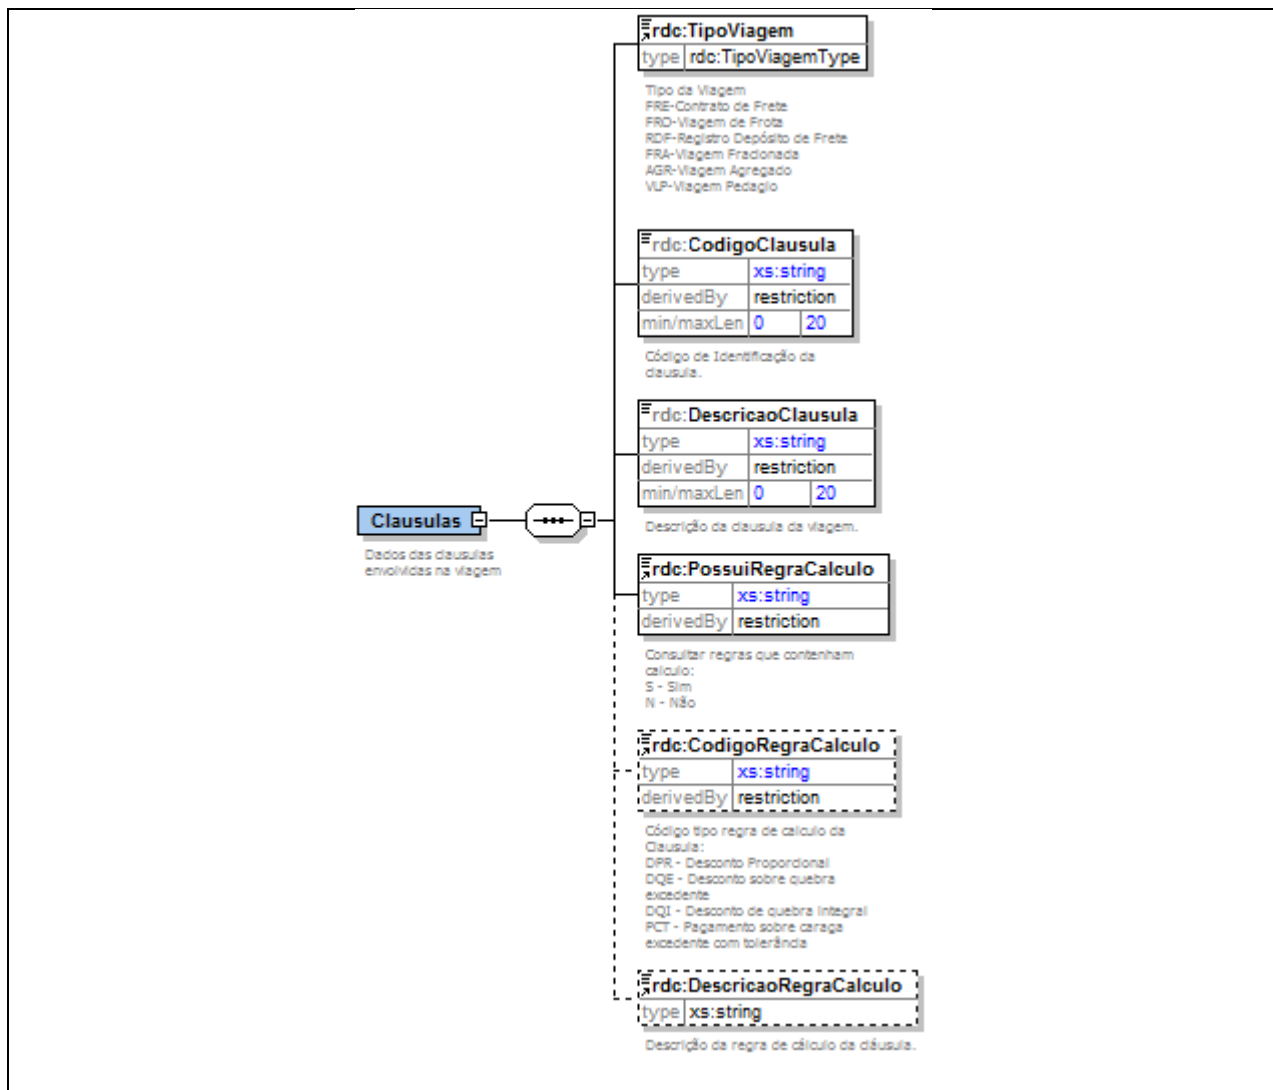 rdc:TipoViagem
type rdc:TipoViagemType
Tipo da Viagem
FRE-Contrato de Frete
FRO-Viagem de Frota
RDF-Registro Depósito de Frete
FRA-Viagem Fracionada
AGR-Viagem Agregado
VLP-Viagem Pedagio
rdc:CodigoClausula
type xs:string
derivedBy restriction
min/maxLen 0 20
Código de Identificação da
clausula.
rdc:DescricaoClausula
type xs:string
derivedBy restriction
min/maxLen 0 20
Descrição da clausula da viagem.
Clausulas
Dados das clausulas
envolvidas na viagem
rdc:PossuiRegraCalculo
type xs:string
derivedBy restriction
Consultar regras que contenham
calculo:
S - Sim
N - Não
rdc:CodigoRegraCalculo
type xs:string
derivedBy restriction
Código tipo regra de calculo da
Clausula:
DPR - Desconto Proporcional
DQE - Desconto sobre quebra
excedente
DQI - Desconto de quebra integral
PCT - Pagamento sobre caraga
excedente com tolerância
rdc:DescricaoRegraCalculo
type xs:string
Descrição da regra de cálculo da cláusula.